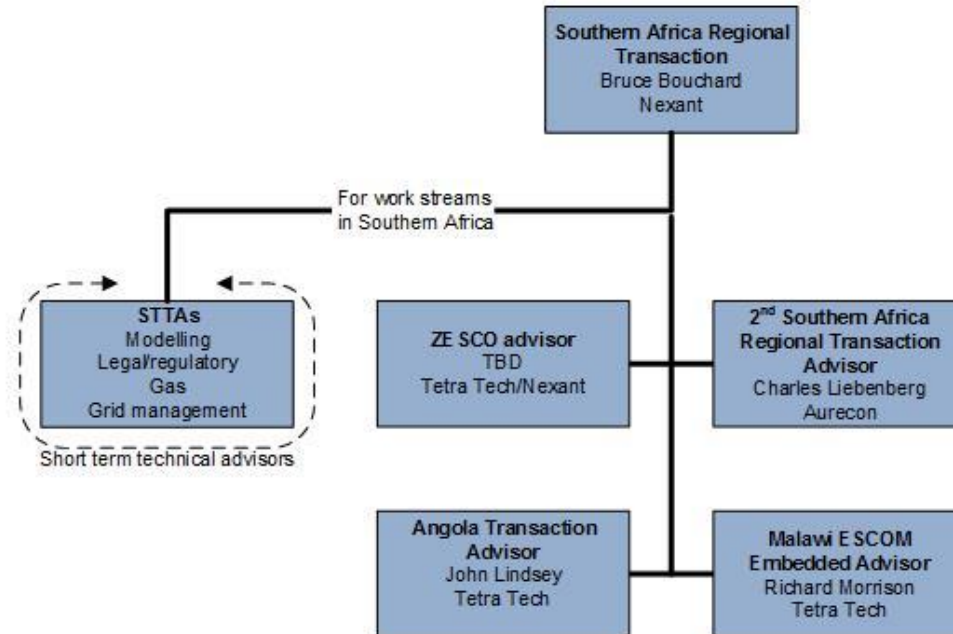 Southern Africa Regional
Transaction
Bruce Bouchard
Nexant
For work streams
in Southern Africa
STTAs
Modelling
Legal/regulatory
Gas
Grid management
Short term technical advisors
ZESCO advisor
TBD
Tetra Tech/Nexant
2nd Southern Africa
Regional Transaction
Advisor
Charles Liebenberg
Aurecon
Angola Transaction
Advisor
John Lindsey
Tetra Tech
Malawi ESCOM
Embedded Advisor
Richard Morrison
Tetra Tech